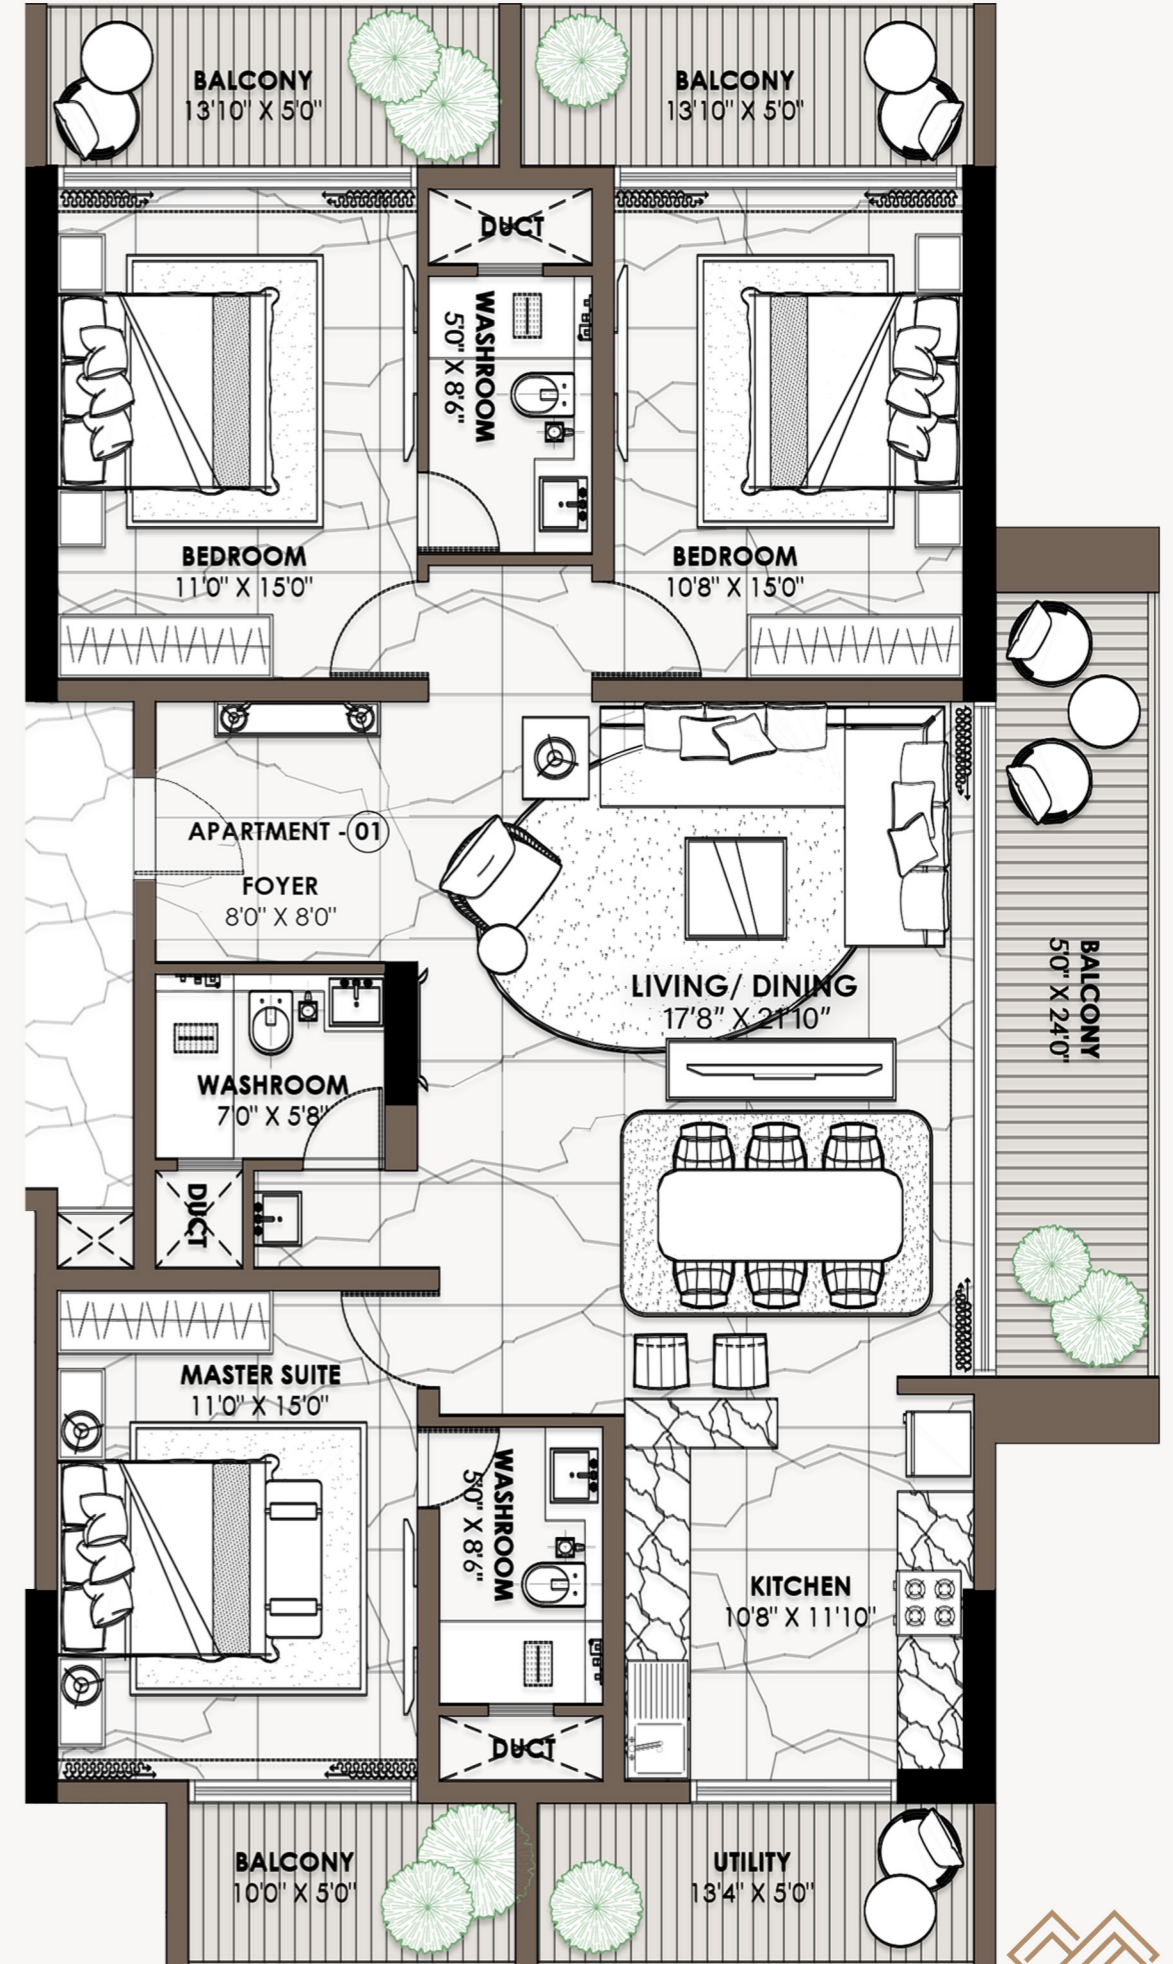 BALCONY
13'10" X 5'0"
BALCONY
13'10" X 5'0"
DUCT
WASHROOM
5'0" X 8'6"
BEDROOM
11'0" X 15'0"
BEDROOM
10'8" X 15'0"
APARTMENT - 01
FOYER
8'0" X 8'0"
LIVING/ DINING
17'8" X 21'10"
BALCONY
5'0" X 24'0"
WASHROOM
7'0" X 5'8"
DUCT
MASTER SUITE
11'0" X 15'0"
WASHROOM
5'0" X 8'6"
KITCHEN
10'8" X 11'10"
DUCT
BALCONY
10'0" X 5'0"
UTILITY
13'4" X 5'0"